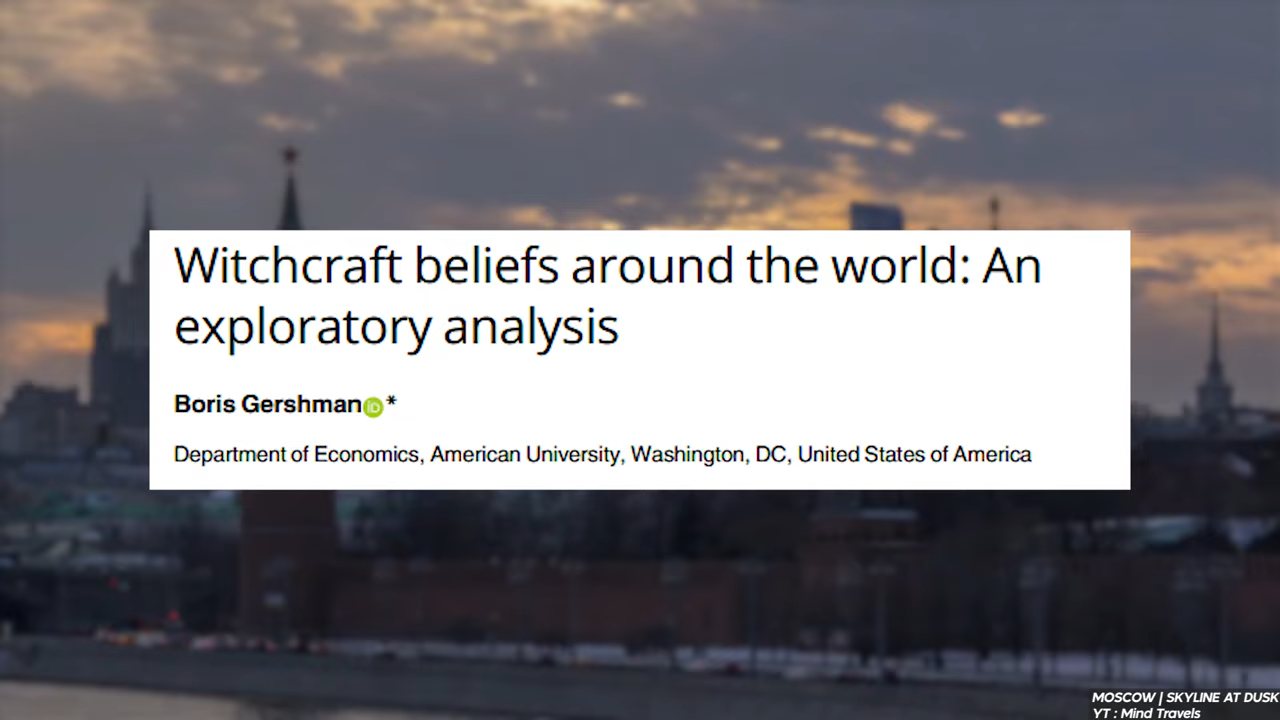 Witchcraft beliefs around the world: An
exploratory analysis
Boris Gershman iD *
Department of Economics, American University, Washington, DC, United States of America
MOSCOW | SKYLINE AT DUSK
YT : Mind Travels